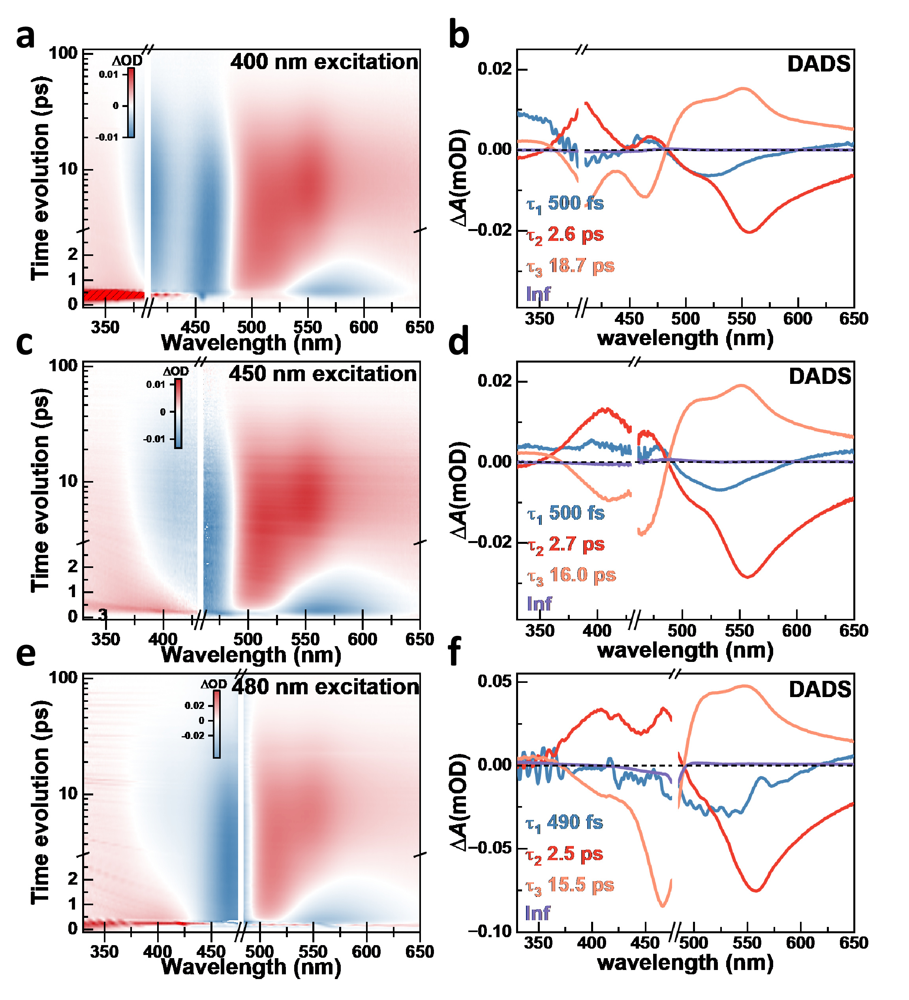 a
100
10
2
1
0
Time evolution (ps)
ΔOD
0.01
0
-0.01
400 nm excitation
350
450
500
550
600
650
Wavelength (nm)
b
0.02
0.00
−0.02
ΔA(mOD)
DADS
τ1 500 fs
τ2 2.6 ps
τ3 18.7 ps
Inf
350
450
500
550
600
650
wavelength (nm)
c
100
10
2
1
0
Time evolution (ps)
ΔOD
0.01
0
-0.01
450 nm excitation
3
350
400
500
550
600
650
Wavelength (nm)
d
0.02
0.00
−0.02
ΔA(mOD)
DADS
τ1 500 fs
τ2 2.7 ps
τ3 16.0 ps
Inf
350
400
500
550
600
650
wavelength (nm)
e
100
10
2
1
0
Time evolution (ps)
ΔOD
0.02
0
-0.02
480 nm excitation
350
400
450
500
550
600
650
Wavelength (nm)
f
0.05
0.00
−0.05
−0.10
ΔA(mOD)
DADS
τ1 490 fs
τ2 2.5 ps
τ3 15.5 ps
Inf
350
400
450
500
550
600
650
wavelength (nm)